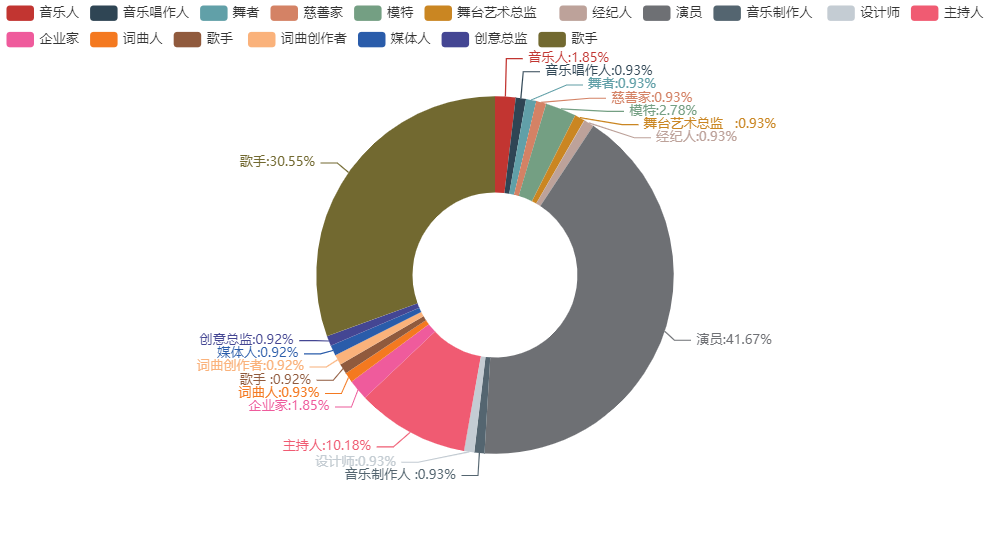 音乐人 音乐唱作人 舞者 慈善家 模特 舞台艺术总监 经纪人 演员 音乐制作人 设计师 主持人
企业家 词曲人 歌手 词曲创作者 媒体人 创意总监 歌手
音乐人:1.85%
音乐唱作人:0.93%
舞者:0.93%
慈善家:0.93%
模特:2.78%
舞台艺术总监 :0.93%
经纪人:0.93%
歌手:30.55%
演员:41.67%
创意总监:0.92%
媒体人:0.92%
词曲创作者:0.92%
歌手 :0.92%
词曲人:0.93%
企业家:1.85%
主持人:10.18%
设计师:0.93%
音乐制作人 :0.93%